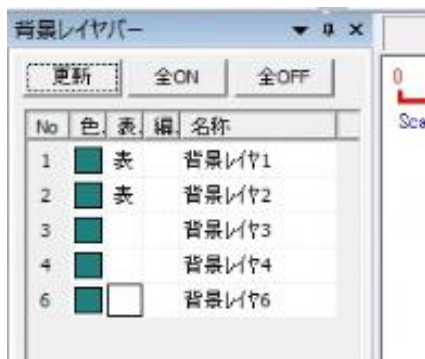 背景レイヤバー
更新 全ON 全OFF
No 色. 表. 編. 名称
1 表 背景レイヤ1
2 表 背景レイヤ2
3 背景レイヤ3
4 背景レイヤ4
6 背景レイヤ6
0
Sca